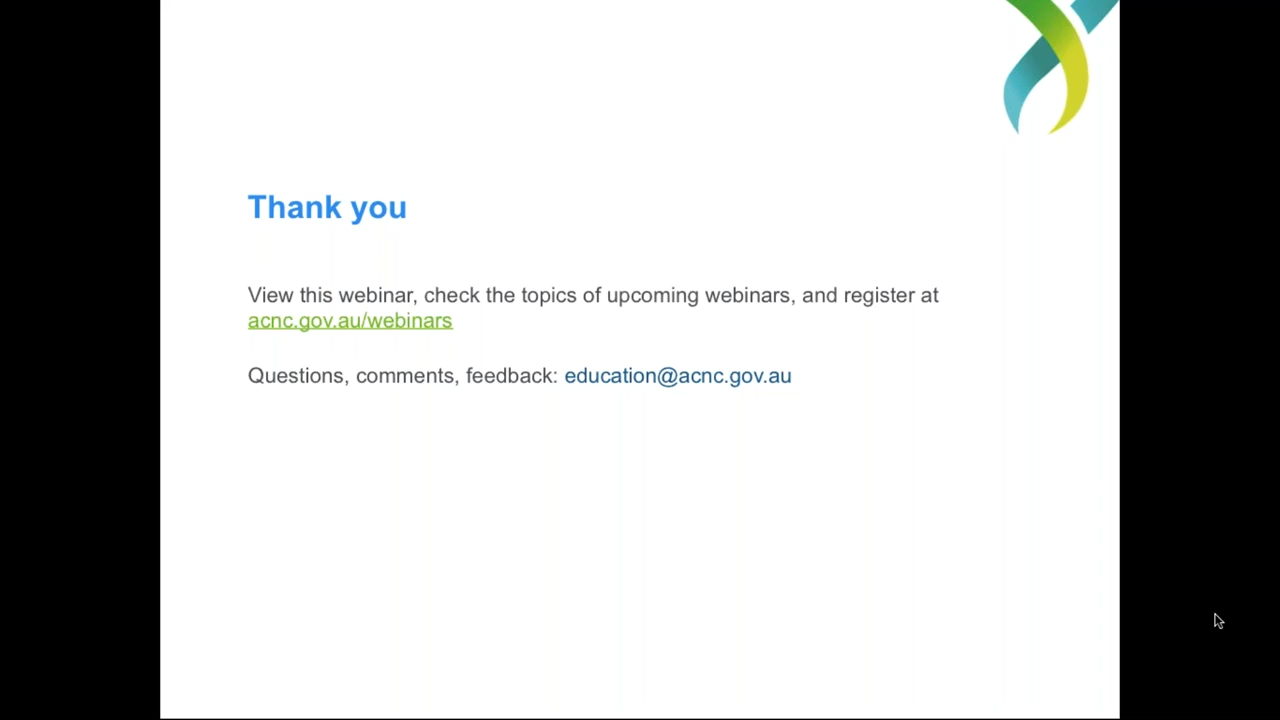 Thank you
View this webinar, check the topics of upcoming webinars, and register at
acnc.gov.au/webinars
Questions, comments, feedback: education@acnc.gov.au